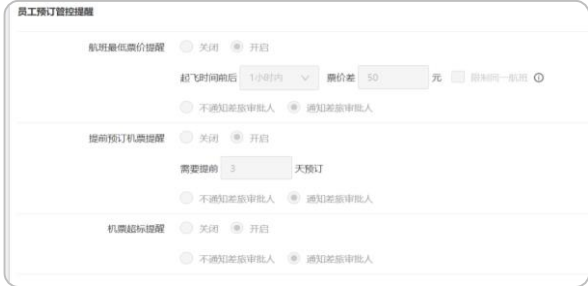 员工预订管控提醒
航班最低票价提醒 关闭 开启
起飞时间前后 1小时内 票价差 50 元 限制同一航班
不通知差旅审批人 通知差旅审批人
提前预订机票提醒 关闭 开启
需要提前 3 天预订
不通知差旅审批人 通知差旅审批人
机票超标提醒 关闭 开启
不通知差旅审批人 通知差旅审批人